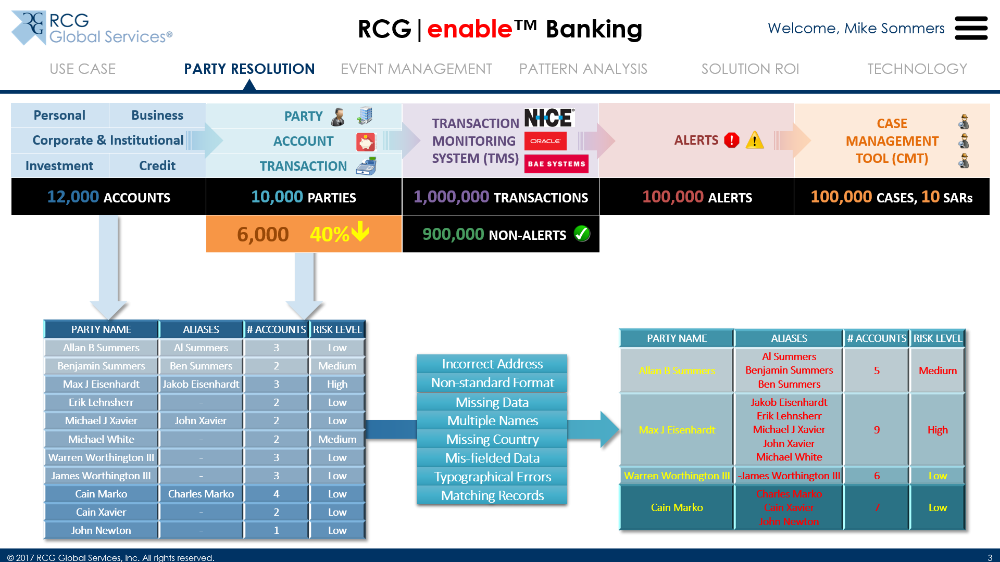 RCG
Global Services®
RCG|enable™ Banking
Welcome, Mike Sommers
USE CASE
PARTY RESOLUTION
EVENT MANAGEMENT
PATTERN ANALYSIS
SOLUTION ROI
TECHNOLOGY
Personal
Business
Corporate & Institutional
Investment
Credit
PARTY
ACCOUNT
TRANSACTION
TRANSACTION
MONITORING
SYSTEM (TMS)
NICE®
ORACLE®
BAE SYSTEMS
ALERTS
CASE
MANAGEMENT
TOOL (CMT)
12,000 ACCOUNTS
10,000 PARTIES
1,000,000 TRANSACTIONS
100,000 ALERTS
100,000 CASES, 10 SARs
6,000 40%
900,000 NON-ALERTS
PARTY NAME ALIASES # ACCOUNTS RISK LEVEL
Allan B Summers Al Summers 3 Low
Benjamin Summers Ben Summers 2 Medium
Max J Eisenhardt Jakob Eisenhardt 3 High
Erik Lehnsherr - 2 Low
Michael J Xavier John Xavier 2 Low
Michael White - 2 Medium
Warren Worthington III - 3 Low
James Worthington III - 3 Low
Cain Marko Charles Marko 4 Low
Cain Xavier - 2 Low
John Newton - 1 Low
Incorrect Address
Non-standard Format
Missing Data
Multiple Names
Missing Country
Mis-fielded Data
Typographical Errors
Matching Records
PARTY NAME ALIASES # ACCOUNTS RISK LEVEL
Al Summers
Allan B Summers Benjamin Summers 5 Medium
Ben Summers
Jakob Eisenhardt
Erik Lehnsherr
Max J Eisenhardt Michael J Xavier 9 High
John Xavier
Michael White
Warren Worthington III -James Worthington III 6 Low
Charles Marko
Cain Marko Cain Xavier 7 Low
John Newton
© 2017 RCG Global Services, Inc. All rights reserved.
3